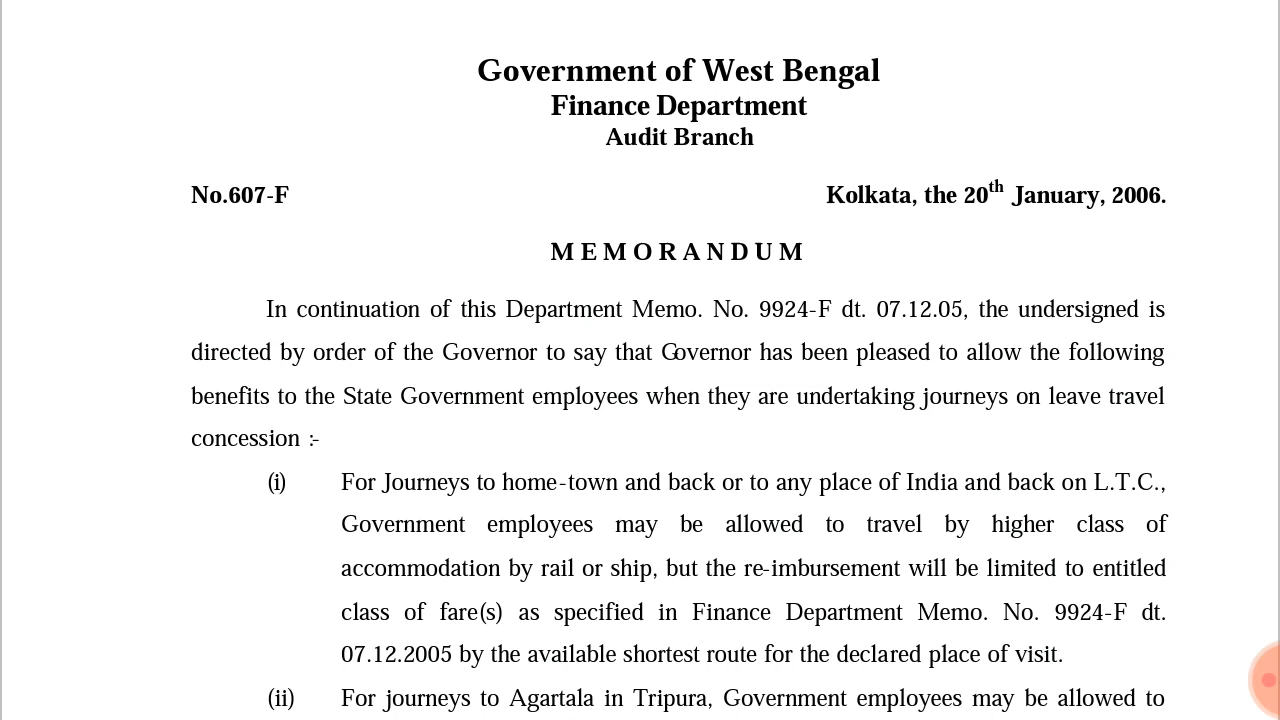 Government of West Bengal
Finance Department
Audit Branch
No.607-F Kolkata, the 20th January, 2006.
M E M O R A N D U M
In continuation of this Department Memo. No. 9924-F dt. 07.12.05, the undersigned is
directed by order of the Governor to say that Governor has been pleased to allow the following
benefits to the State Government employees when they are undertaking journeys on leave travel
concession :-
(i) For Journeys to home-town and back or to any place of India and back on L.T.C.,
Government employees may be allowed to travel by higher class of
accommodation by rail or ship, but the re-imbursement will be limited to entitled
class of fare(s) as specified in Finance Department Memo. No. 9924-F dt.
07.12.2005 by the available shortest route for the declared place of visit.
(ii) For journeys to Agartala in Tripura, Government employees may be allowed to